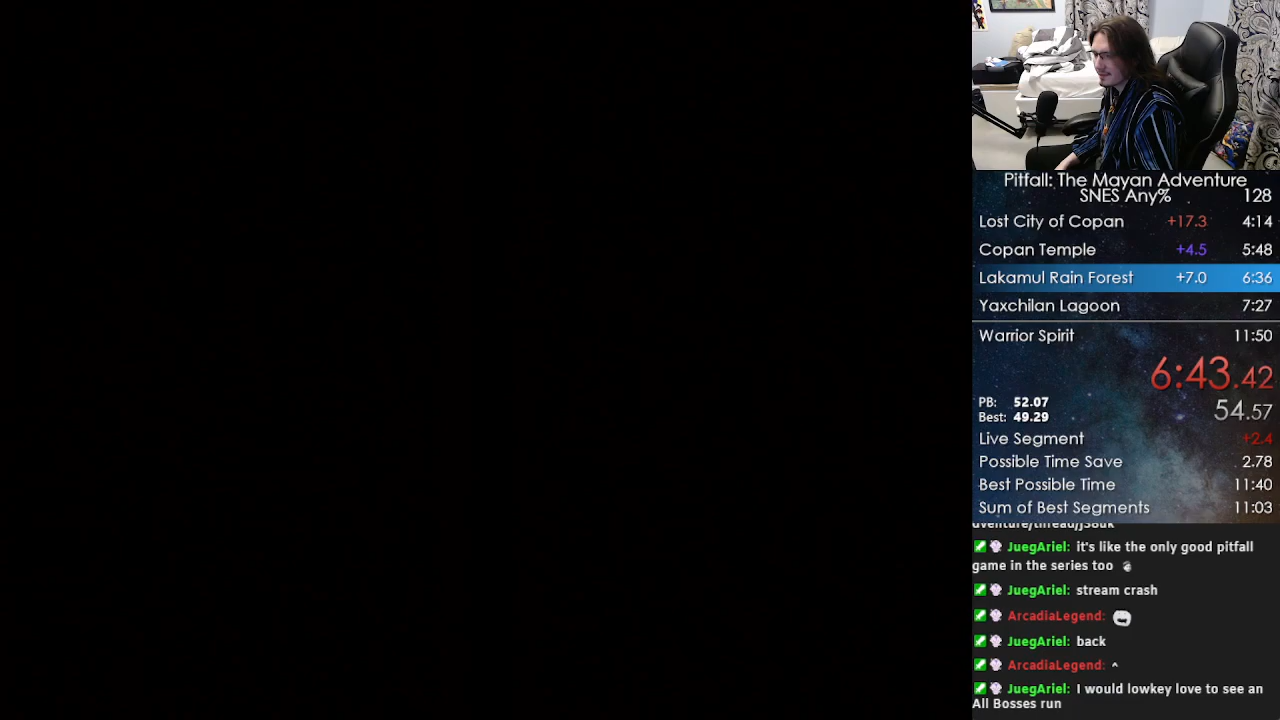 Pitfall: The Mayan Adventure
SNES Any% 128
Lost City of Copan +17.3 4:14
Copan Temple +4.5 5:48
Lakamul Rain Forest +7.0 6:36
Yaxchilan Lagoon 7:27
Warrior Spirit 11:50
6:43.42
PB: 52.07
Best: 49.29
54.57
Live Segment +2.4
Possible Time Save 2.78
Best Possible Time 11:40
Sum of Best Segments 11:03
JuegAriel: it's like the only good pitfall
game in the series too
JuegAriel: stream crash
ArcadiaLegend:
JuegAriel: back
ArcadiaLegend: ^
JuegAriel: I would lowkey love to see an
All Bosses run